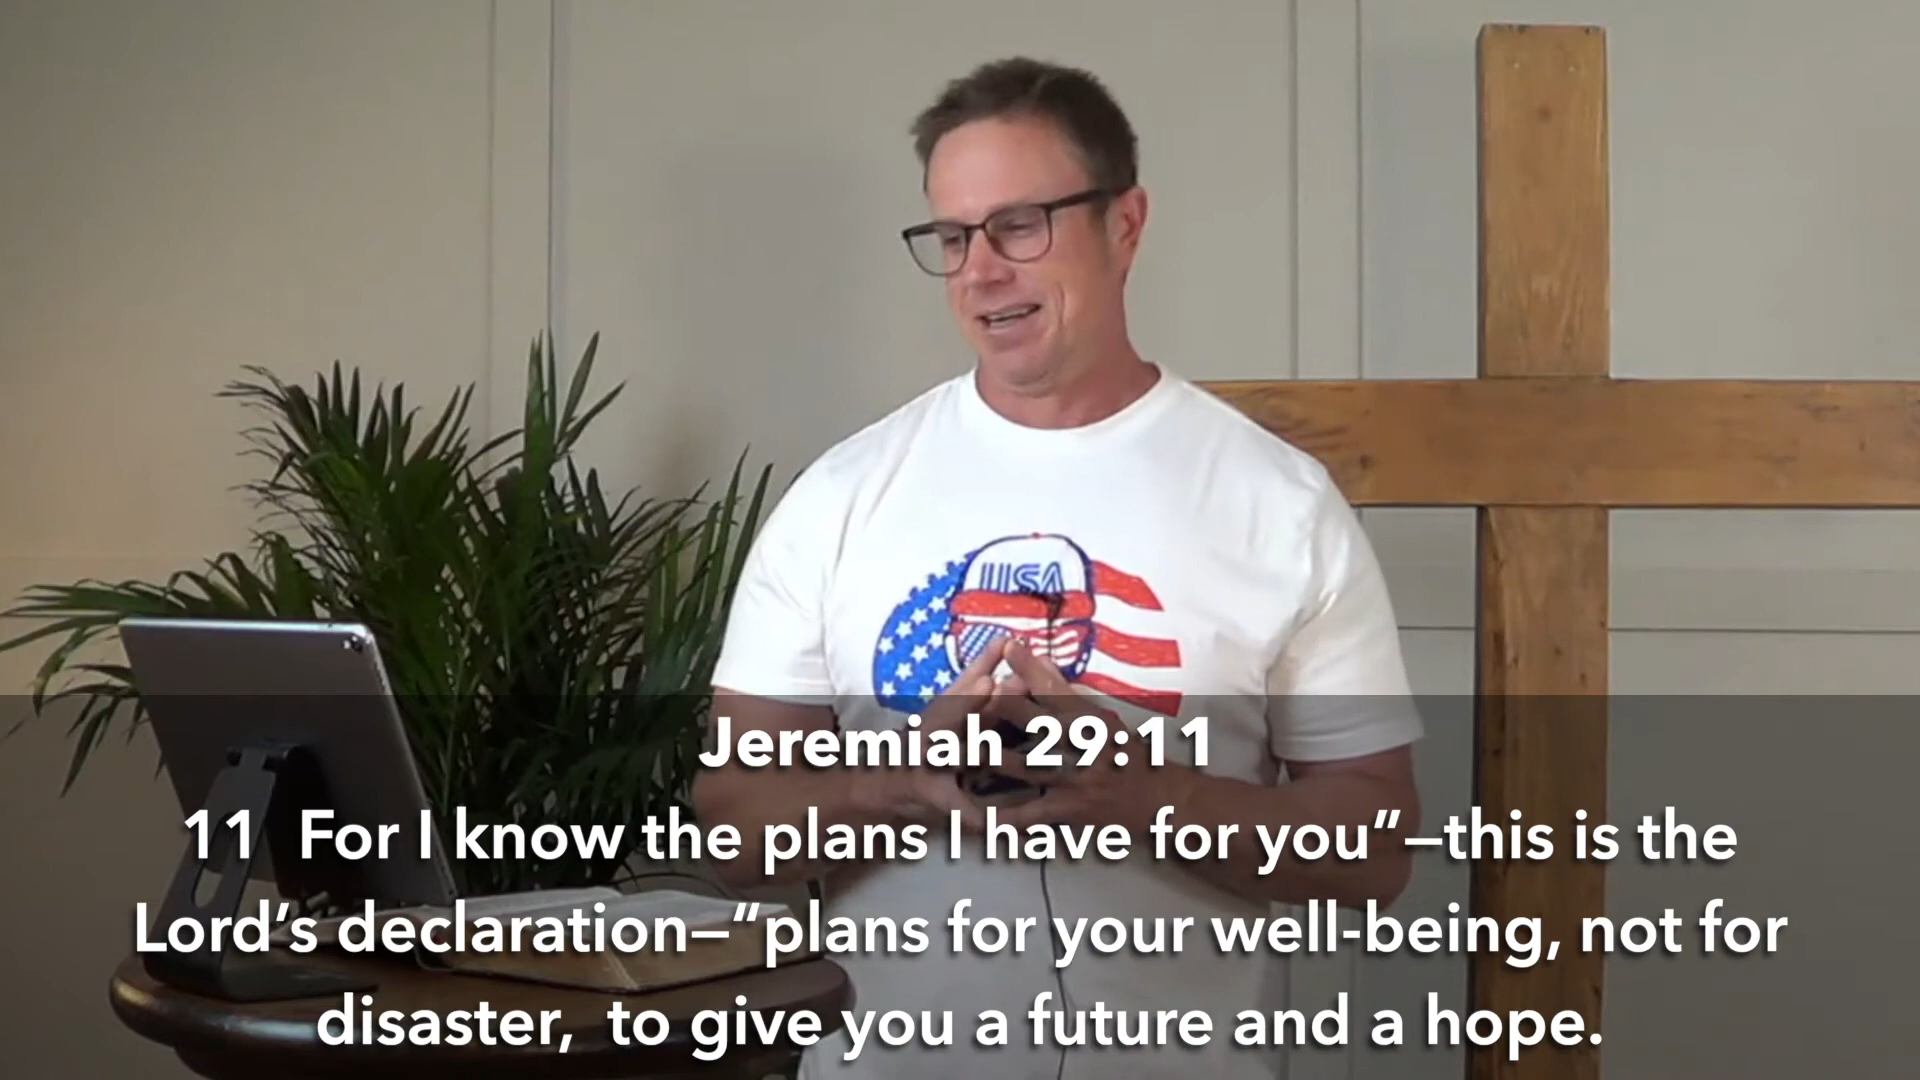 USA
Jeremiah 29:11
11  For I know the plans I have for you”—this is the
Lord’s declaration—“plans for your well-being, not for
disaster,  to give you a future and a hope.